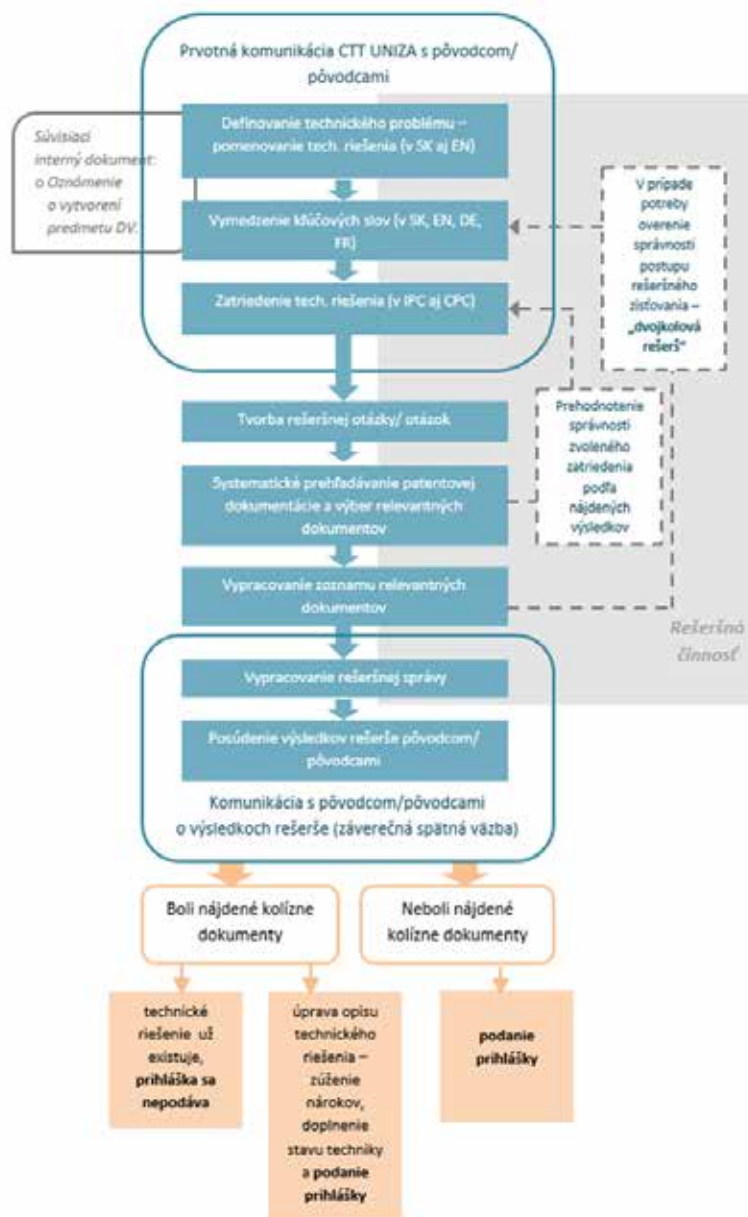 Prvotná komunikácia CTT UNIZA s pôvodcom/
pôvodcami
Súvisiaci
interný dokument:
o Oznámenie
o vytvorení
predmetu DV.
Definovanie technického problému –
pomenovanie tech. riešenia (v SK aj EN)
Vymedzenie kľúčových slov (v SK, EN, DE,
FR)
Zatriedenie tech. riešenia (v IPC aj CPC)
V prípade
potreby
overenie
správnosti
postupu
rešeršného
zisťovania –
„dvojkolová
rešerš“
Tvorba rešeršnej otázky/ utázok
Prehodnotenie
správnosti
zvoleného
zatriedenia
podľa
nájdených
výsledkov
Systematické prehľadávanie patentovej
dokumentácie a výber relevantných
dokumentov
Vypracovanie zoznamu relevantných
dokumentov
Rešeršná
činnosť
Vypracovanie rešeršnej správy
Posúdenie výsledkov rešerše pôvodcom/
pôvodcami
Komunikácia s pôvodcom/pôvodcami
o výsledkoch rešerše (záverečná spätná väzba)
Boli nájdené kolízne
dokumenty
Neboli nájdené
kolízne dokumenty
technické
riešenie už
existuje,
prihláška sa
nepodáva
úprava opisu
technického
riešenia –
zúženie
nárokov,
doplnenie
stavu techniky
a podanie
prihlášky
podanie
prihlášky